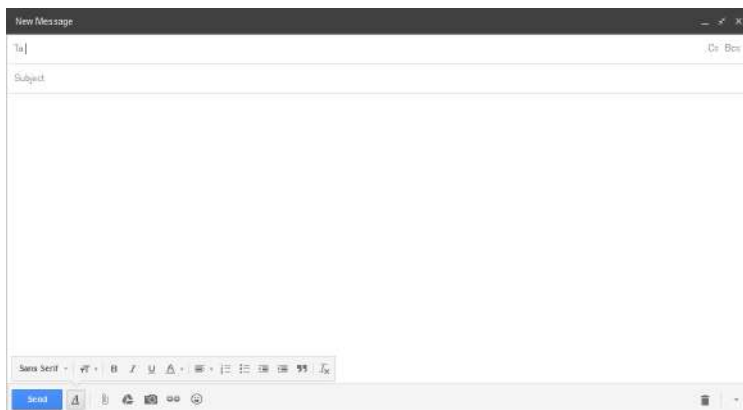 New Message
To
Cc Bcc
Subject
Sans Serif
Send